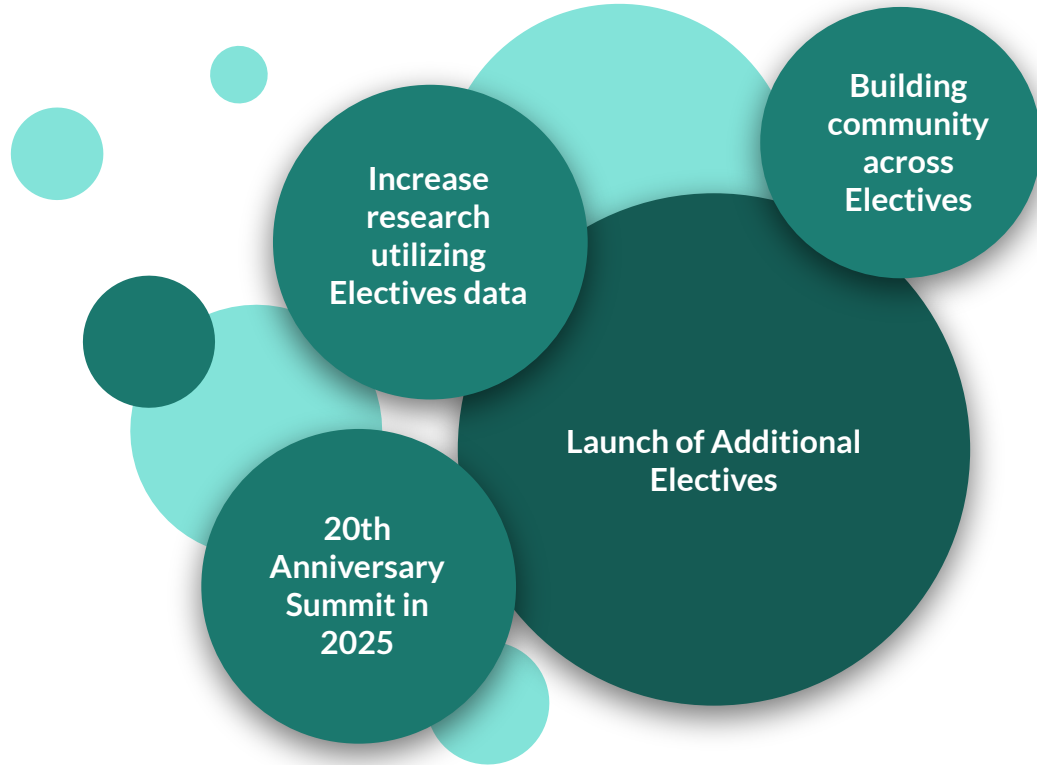 Building
community
across
Electives
Increase
research
utilizing
Electives data
Launch of Additional
Electives
20th
Anniversary
Summit in
2025